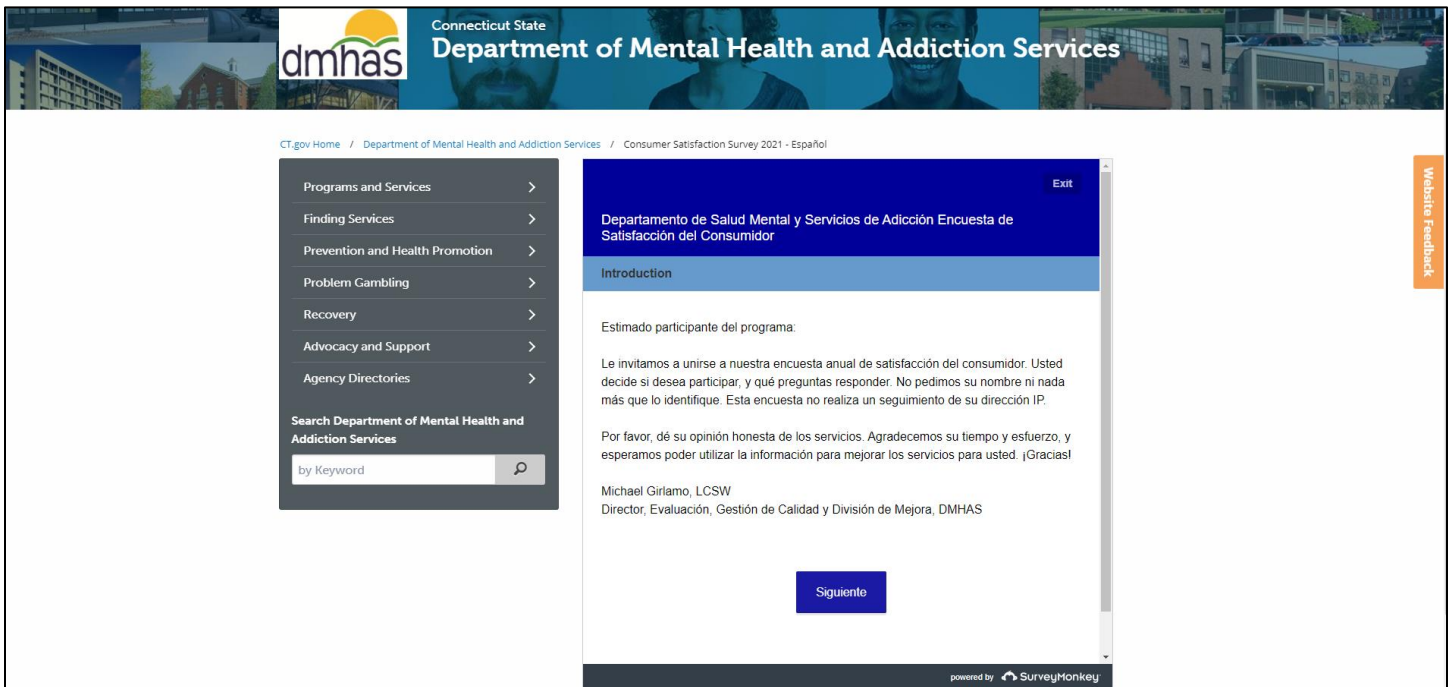 dmhas
Connecticut State
Department of Mental Health and Addiction Services
CT.gov Home / Department of Mental Health and Addiction Services / Consumer Satisfaction Survey 2021 - Español
Programs and Services
Finding Services
Prevention and Health Promotion
Problem Gambling
Recovery
Advocacy and Support
Agency Directories
Search Department of Mental Health and
Addiction Services
by Keyword
Exit
Departamento de Salud Mental y Servicios de Adicción Encuesta de
Satisfacción del Consumidor
Introduction
Estimado participante del programa:
Le invitamos a unirse a nuestra encuesta anual de satisfacción del consumidor. Usted
decide si desea participar, y qué preguntas responder. No pedimos su nombre ni nada
más que lo identifique. Esta encuesta no realiza un seguimiento de su dirección IP.
Por favor, dé su opinión honesta de los servicios. Agradecemos su tiempo y esfuerzo, y
esperamos poder utilizar la información para mejorar los servicios para usted. ¡Gracias!
Michael Girlamo, LCSW
Director, Evaluación, Gestión de Calidad y División de Mejora, DMHAS
Siguiente
powered by SurveyMonkey
Website Feedback